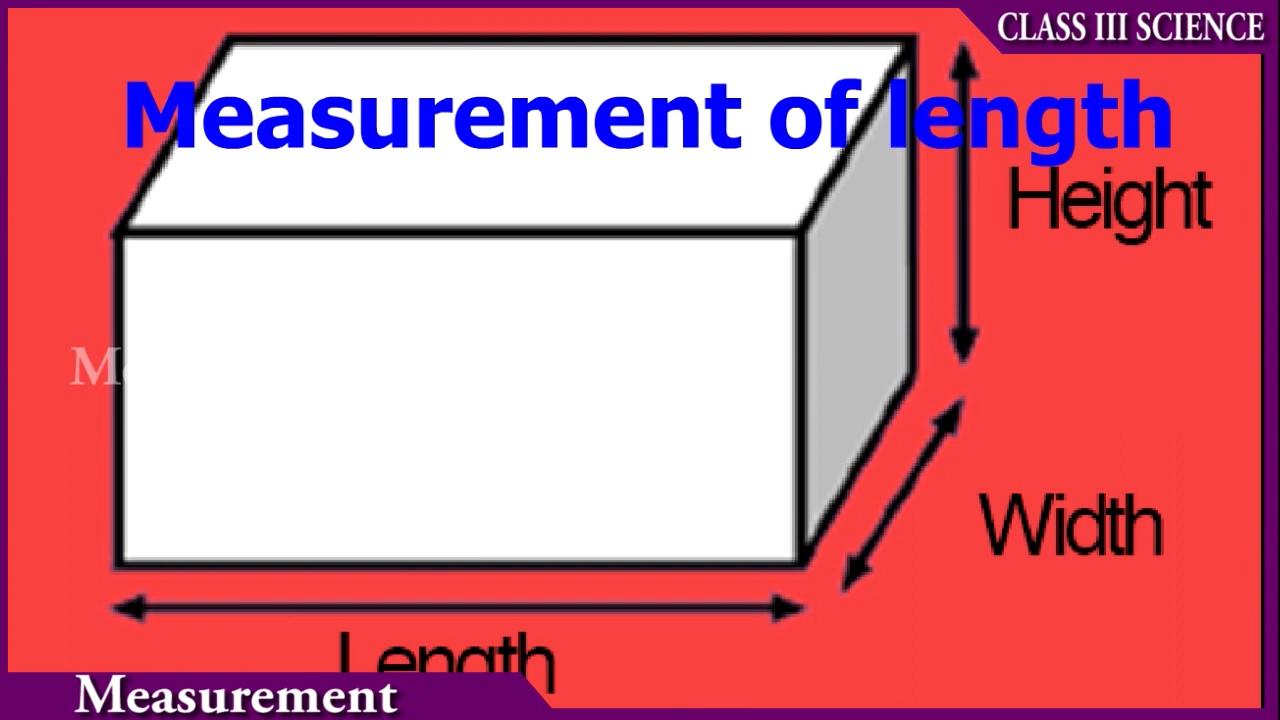 CLASS III SCIENCE
Measurement of length
Height
Width
Length
Measurement